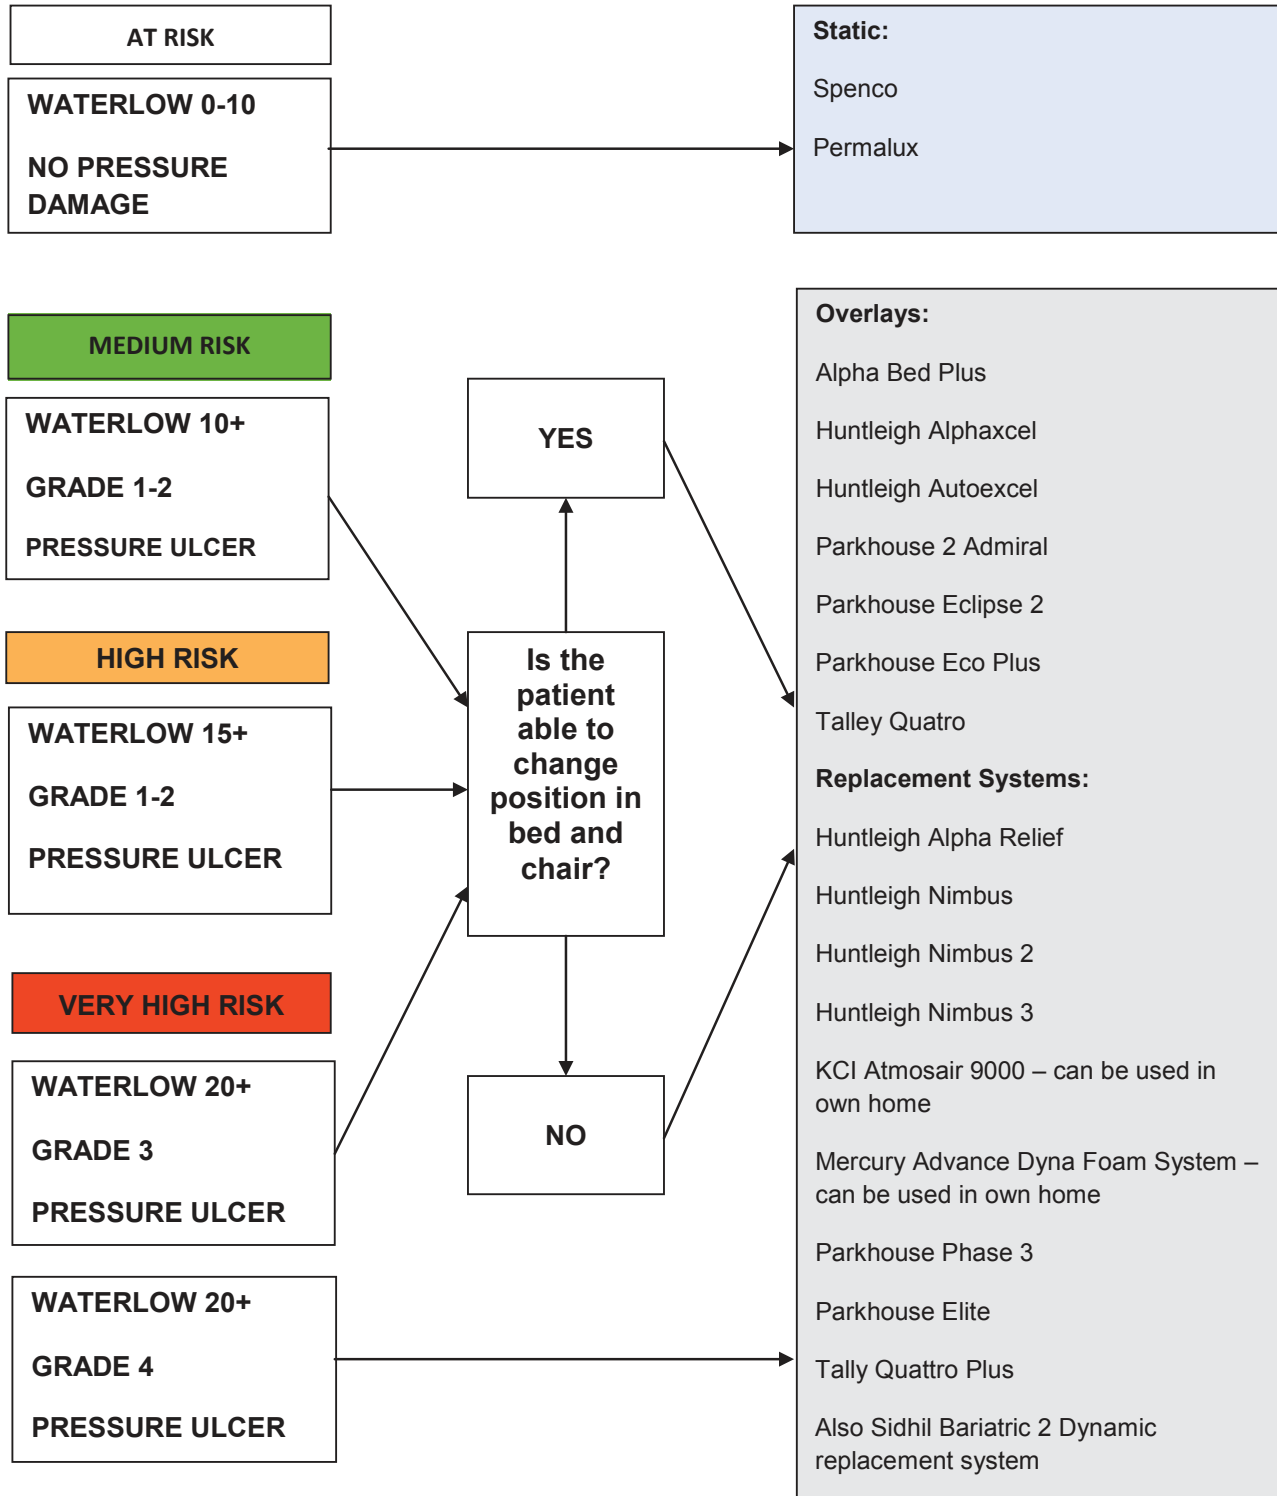 AT RISK
WATERLOW 0-10
NO PRESSURE
DAMAGE
Static:
Spenco
Permalux
MEDIUM RISK
WATERLOW 10+
GRADE 1-2
PRESSURE ULCER
HIGH RISK
WATERLOW 15+
GRADE 1-2
PRESSURE ULCER
VERY HIGH RISK
WATERLOW 20+
GRADE 3
PRESSURE ULCER
WATERLOW 20+
GRADE 4
PRESSURE ULCER
YES
Is the
patient
able to
change
position in
bed and
chair?
NO
Overlays:
Alpha Bed Plus
Huntleigh Alphaxcel
Huntleigh Autoexcel
Parkhouse 2 Admiral
Parkhouse Eclipse 2
Parkhouse Eco Plus
Talley Quatro
Replacement Systems:
Huntleigh Alpha Relief
Huntleigh Nimbus
Huntleigh Nimbus 2
Huntleigh Nimbus 3
KCI Atmosair 9000 – can be used in
own home
Mercury Advance Dyna Foam System –
can be used in own home
Parkhouse Phase 3
Parkhouse Elite
Tally Quattro Plus
Also Sidhil Bariatric 2 Dynamic
replacement system